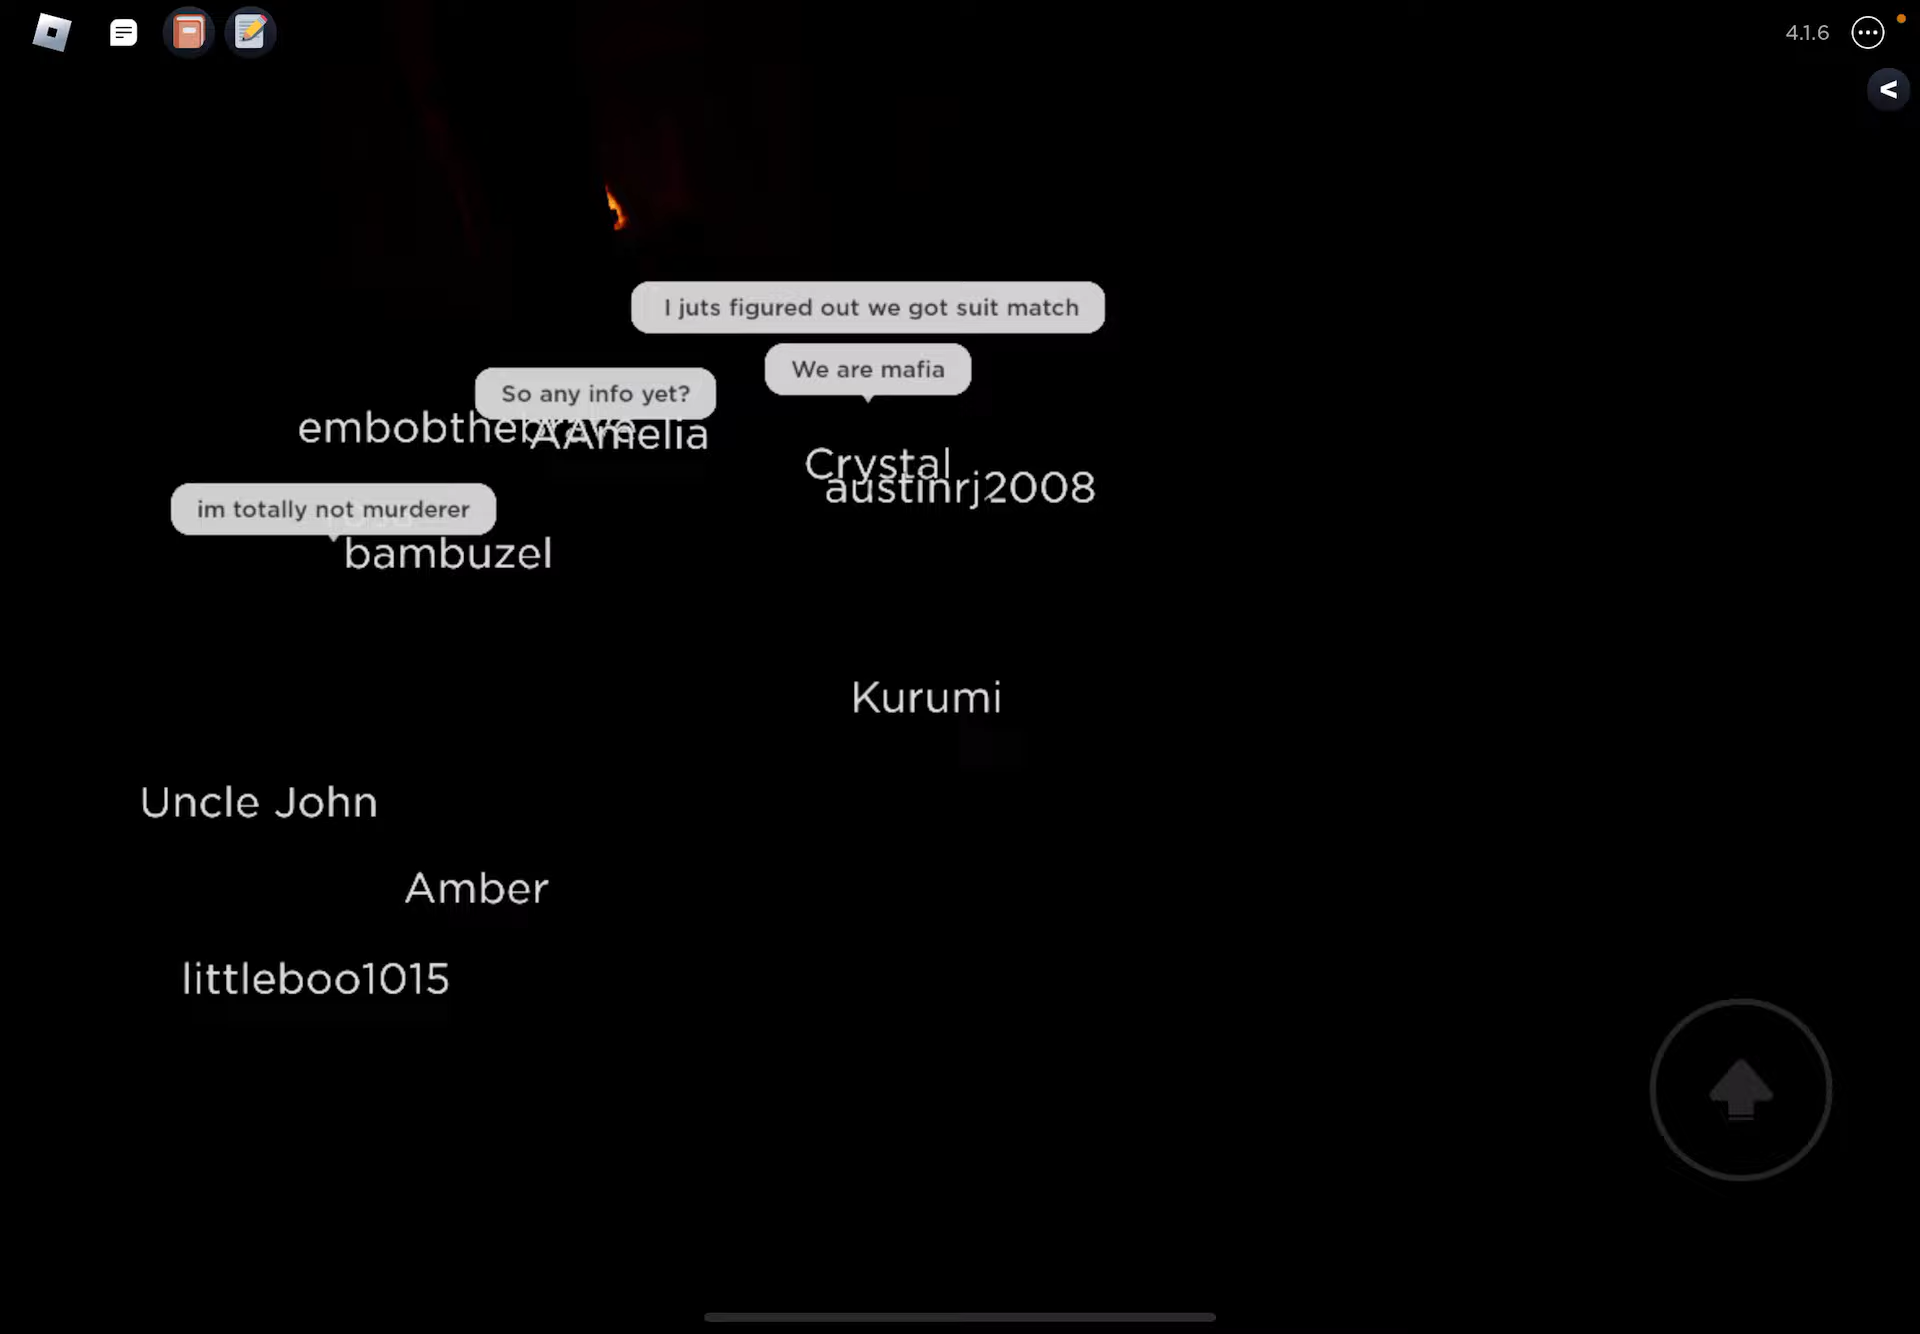 4.1.6
I juts figured out we got suit match
We are mafia
So any info yet?
embobthebrave
AAmelia
Crystal
austinrj2008
im totally not murderer
bambuzel
Kurumi
Uncle John
Amber
littleboo1015